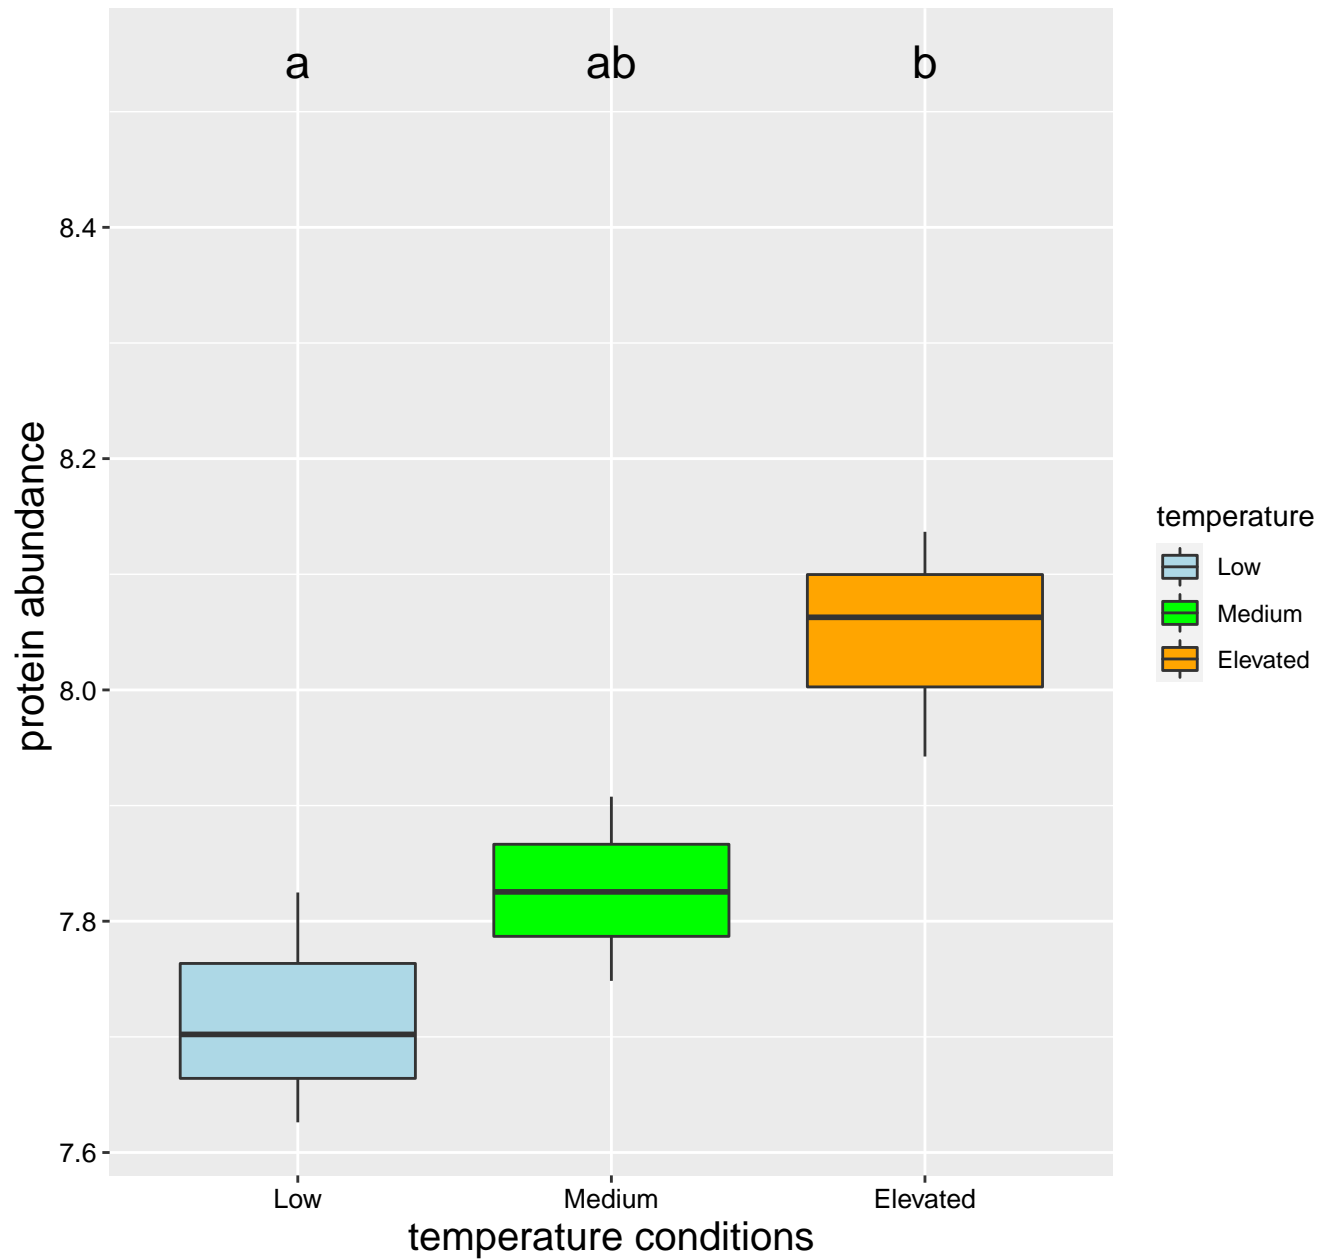 a ab b
8.4
8.2
8.0
7.8
7.6
protein abundance
Low Medium Elevated
temperature conditions
temperature
Low
Medium
Elevated